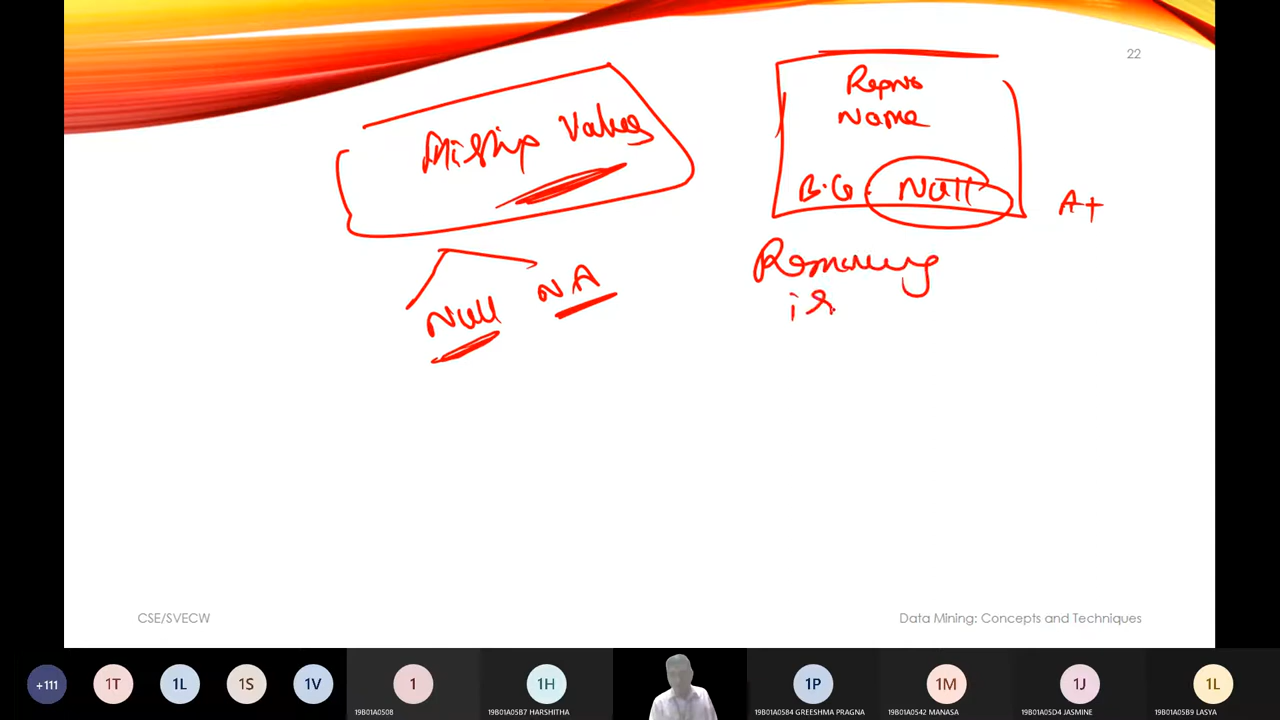 22
Missing Values
Null NA
Regno
Name
B.G. Null
A+
Removing
is
CSE/SVECW
Data Mining: Concepts and Techniques
+111
1T
1L
1S
1V
1
19B01A0508
1H
19B01A05B7 HARSHITHA
1P
19B01A0584 GREESHMA PRAGNA
1M
19B01A0542 MANASA
1J
19B01A05D4 JASMINE
1L
19B01A05B9 LASYA